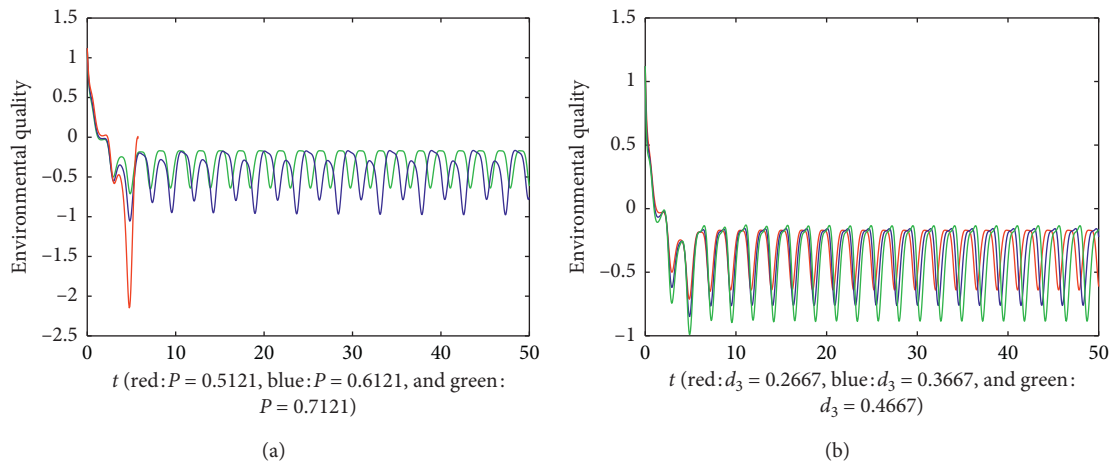 1.5
1
0.5
0
−0.5
−1
−1.5
−2
−2.5
Environmental quality
0 10 20 30 40 50
t (red: P = 0.5121, blue: P = 0.6121, and green:
P = 0.7121)
(a)
1.5
1
0.5
0
−0.5
−1
Environmental quality
0 10 20 30 40 50
t (red: d₃ = 0.2667, blue: d₃ = 0.3667, and green:
d₃ = 0.4667)
(b)